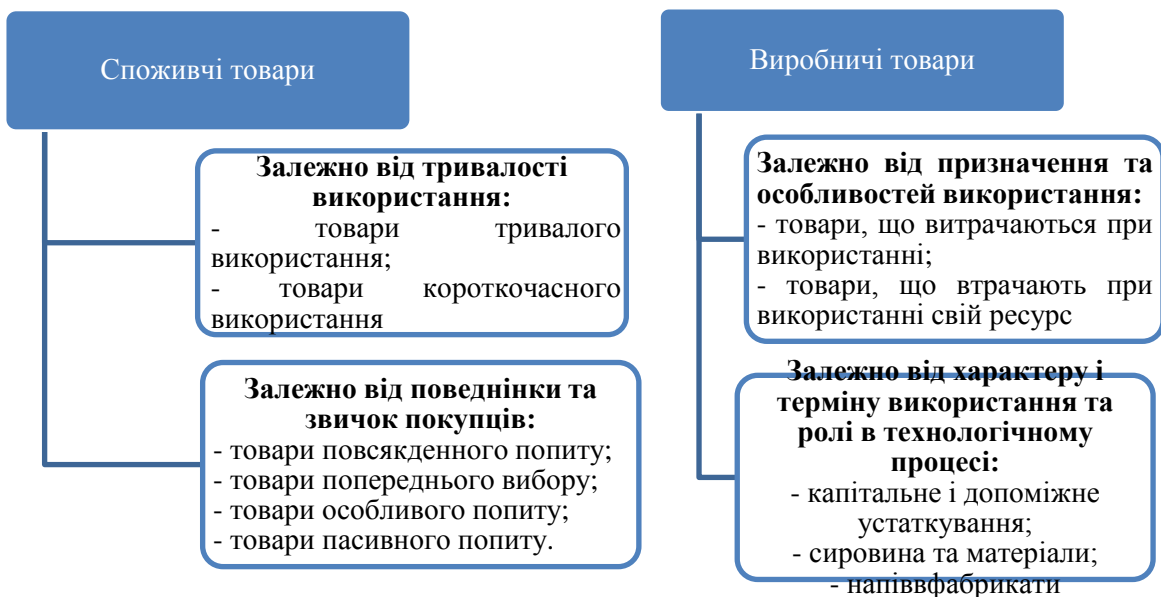 Споживчі товари
Залежно від тривалості
використання:
- товари тривалого
використання;
- товари короткочасного
використання
Залежно від поведнінки та
звичок покупців:
- товари повсякденного попиту;
- товари попереднього вибору;
- товари особливого попиту;
- товари пасивного попиту.
Виробничі товари
Залежно від призначення та
особливостей використання:
- товари, що витрачаються при
використанні;
- товари, що втрачають при
використанні свій ресурс
Залежно від характеру і
терміну використання та
ролі в технологічному
процесі:
- капітальне і допоміжне
устаткування;
- сировина та матеріали;
- напіввфабрикати